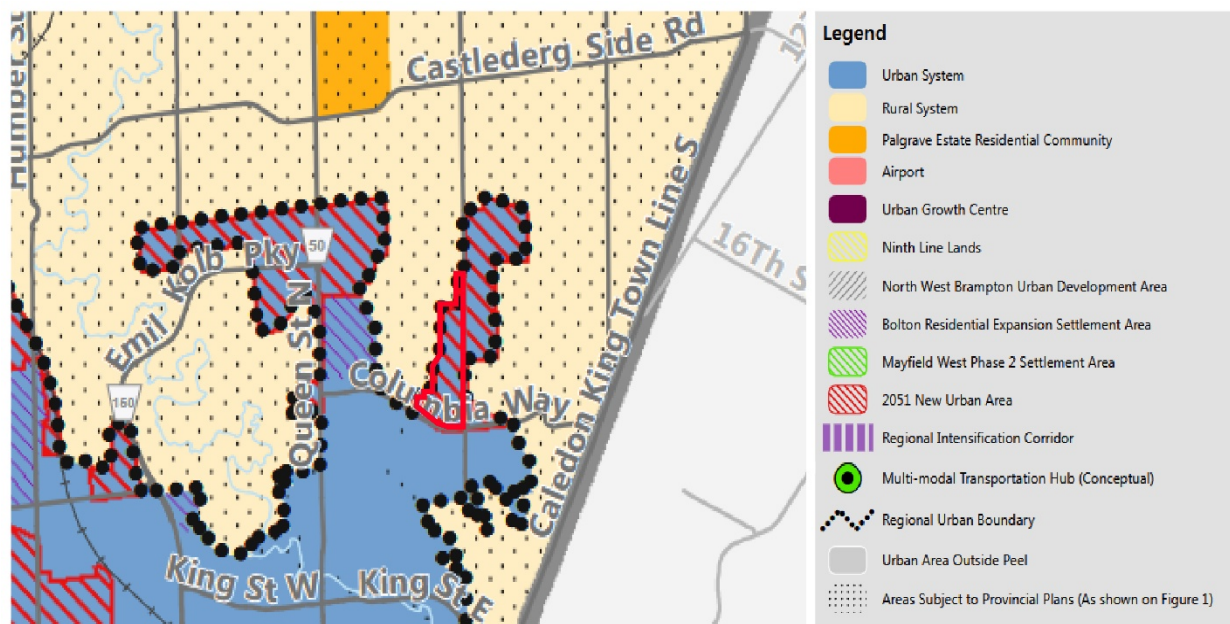 Humber St
Castlederg Side Rd
12
Caledon King Town Line S
16Th S
Kolb Pky
50
Emil
Queen St N
Columbia Way
150
King St W
King St E
Legend
Urban System
Rural System
Palgrave Estate Residential Community
Airport
Urban Growth Centre
Ninth Line Lands
North West Brampton Urban Development Area
Bolton Residential Expansion Settlement Area
Mayfield West Phase 2 Settlement Area
2051 New Urban Area
Regional Intensification Corridor
Multi-modal Transportation Hub (Conceptual)
Regional Urban Boundary
Urban Area Outside Peel
Areas Subject to Provincial Plans (As shown on Figure 1)